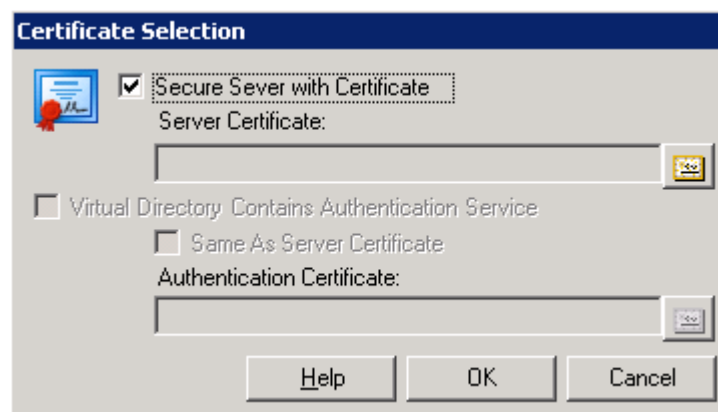 Certificate Selection
Secure Sever with Certificate
Server Certificate:
Virtual Directory Contains Authentication Service
Same As Server Certificate
Authentication Certificate:
Help OK Cancel